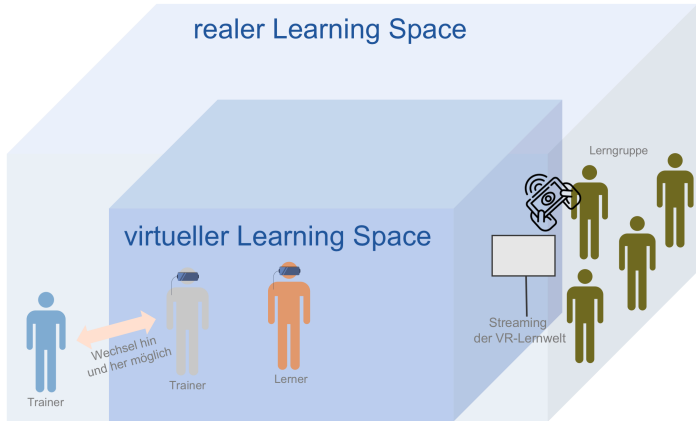 realer Learning Space
Lerngruppe
virtueller Learning Space
Wechsel hin
und her möglich
Streaming
der VR-Lernwelt
Trainer
Trainer
Lerner